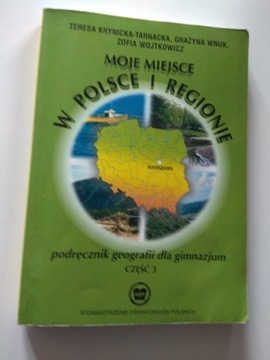 TERESA KRYNICKA-TARNACKA, GRAŻYNA WNUK,
ZOFIA WOJTKOWICZ
MOJE MIEJSCE
W POLSCE I REGIONIE
WARSZAWA
podręcznik geografii dla gimnazjum
CZĘŚĆ 3
STOWARZYSZENIE OŚWIATOWCÓW POLSKICH